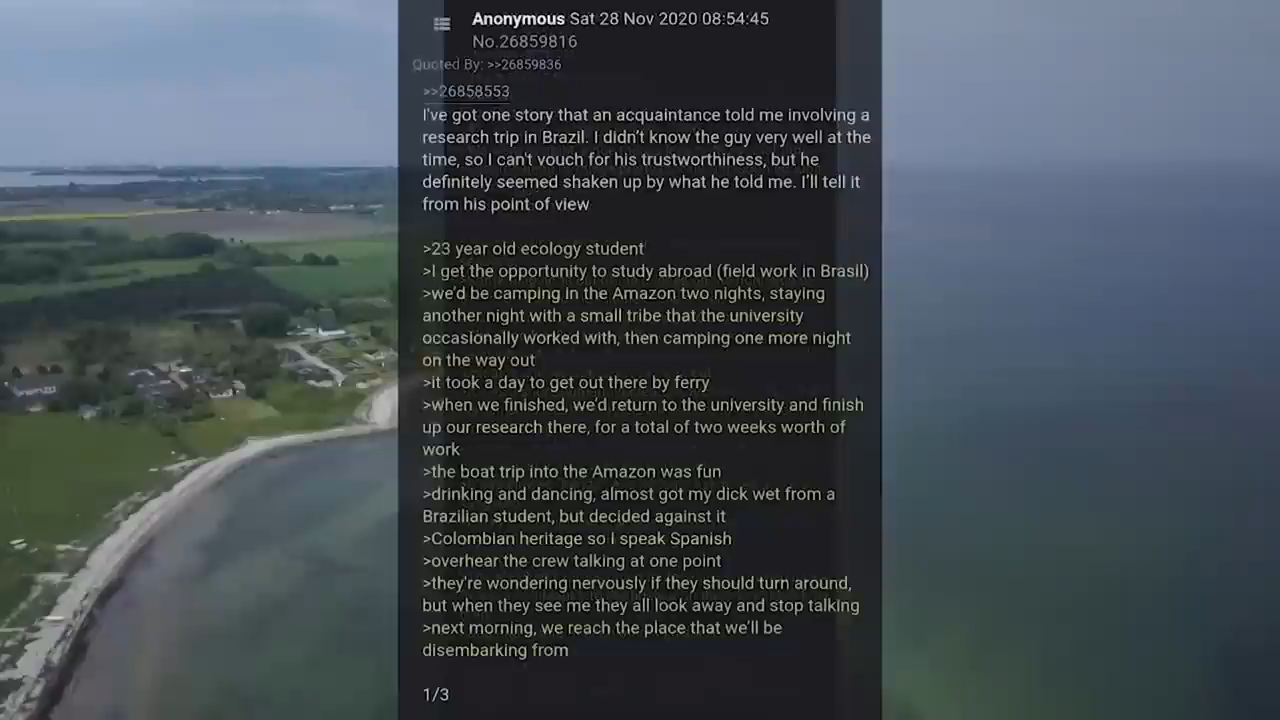 Anonymous Sat 28 Nov 2020 08:54:45
No.26859816
Quoted By: >>26859836
>>26858553
I've got one story that an acquaintance told me involving a
research trip in Brazil. I didn't know the guy very well at the
time, so I can't vouch for his trustworthiness, but he
definitely seemed shaken up by what he told me. I'll tell it
from his point of view
>23 year old ecology student
>I get the opportunity to study abroad (field work in Brasil)
>we'd be camping in the Amazon two nights, staying
another night with a small tribe that the university
occasionally worked with, then camping one more night
on the way out
>it took a day to get out there by ferry
>when we finished, we'd return to the university and finish
up our research there, for a total of two weeks worth of
work
>the boat trip into the Amazon was fun
>drinking and dancing, almost got my dick wet from a
Brazilian student, but decided against it
>Colombian heritage so I speak Spanish
>overhear the crew talking at one point
>they're wondering nervously if they should turn around,
but when they see me they all look away and stop talking
>next morning, we reach the place that we'll be
disembarking from
1/3